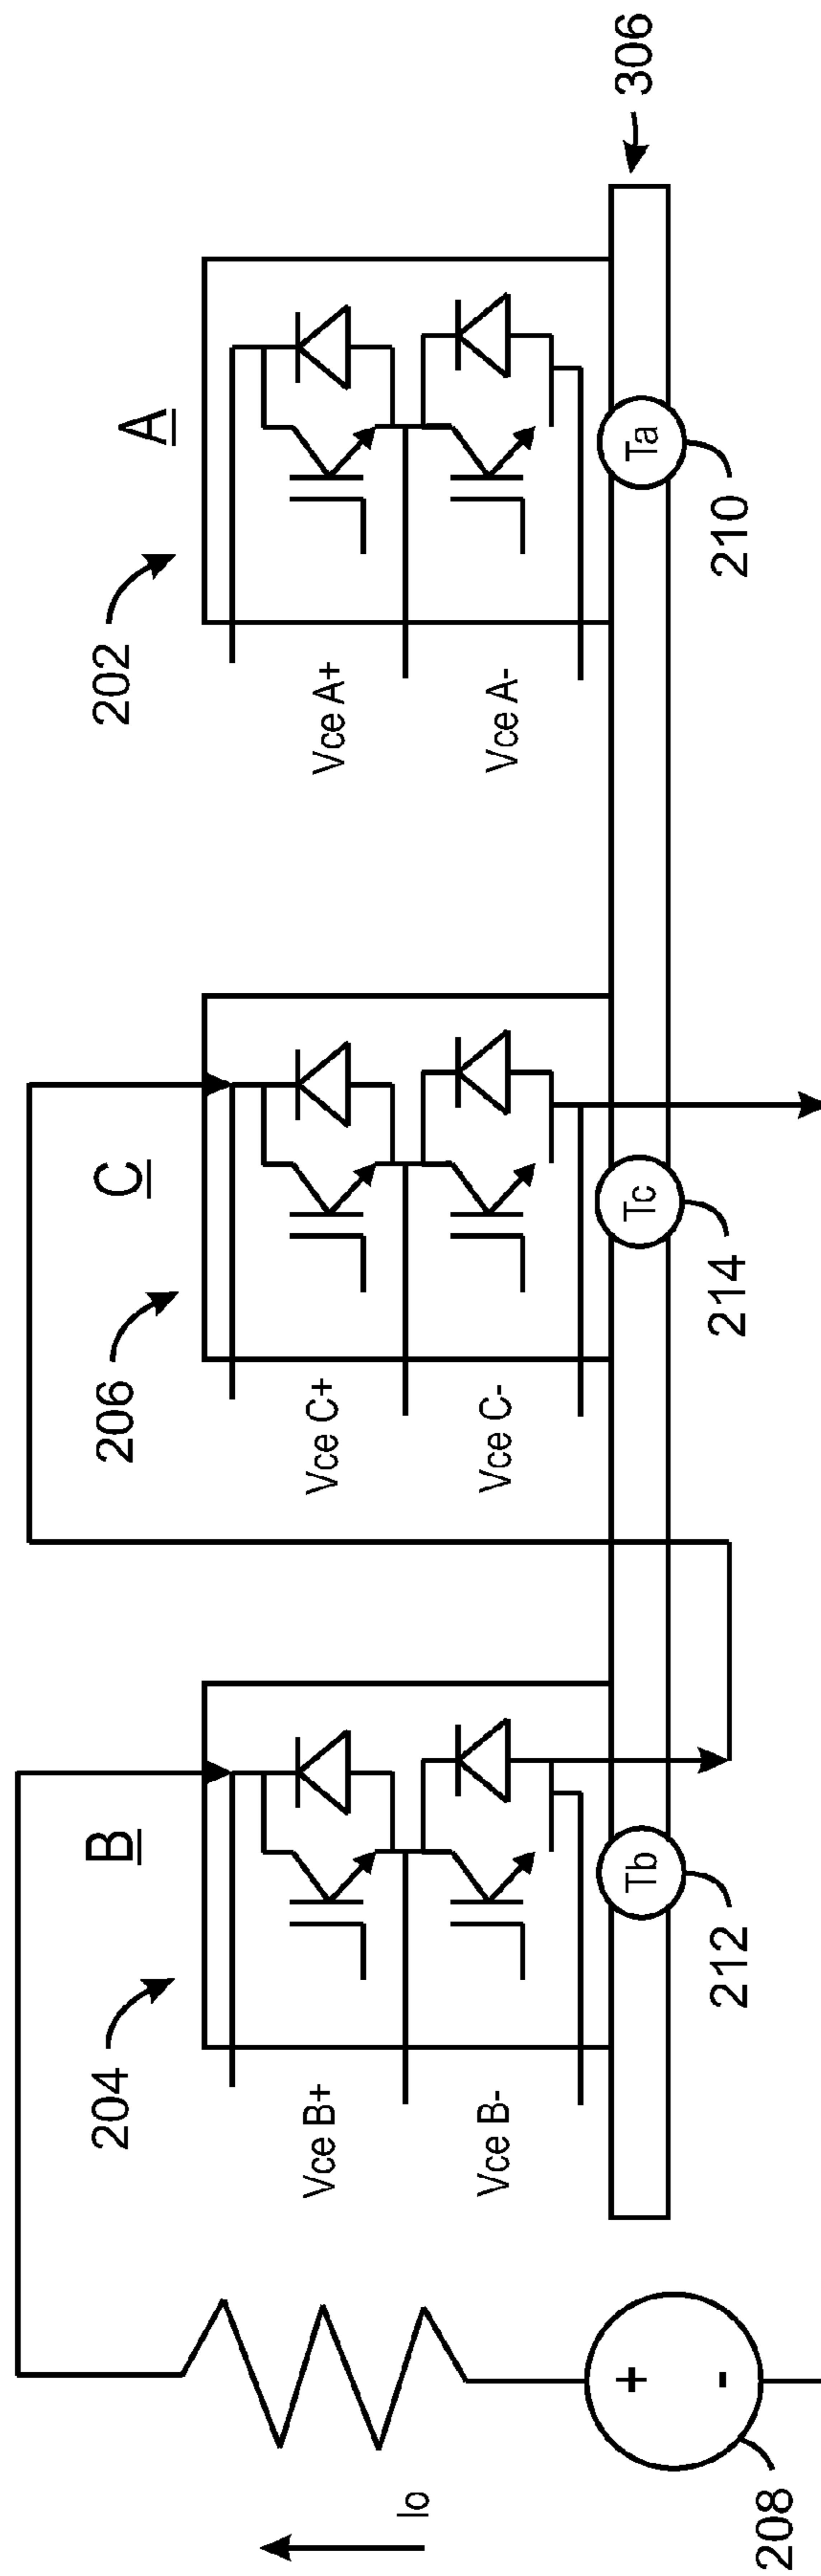 306
A
202
Vce A+
Vce A-
Ta
210
C
206
Vce C+
Vce C-
Tc
214
B
204
Vce B+
Vce B-
Tb
212
Io
+
-
208